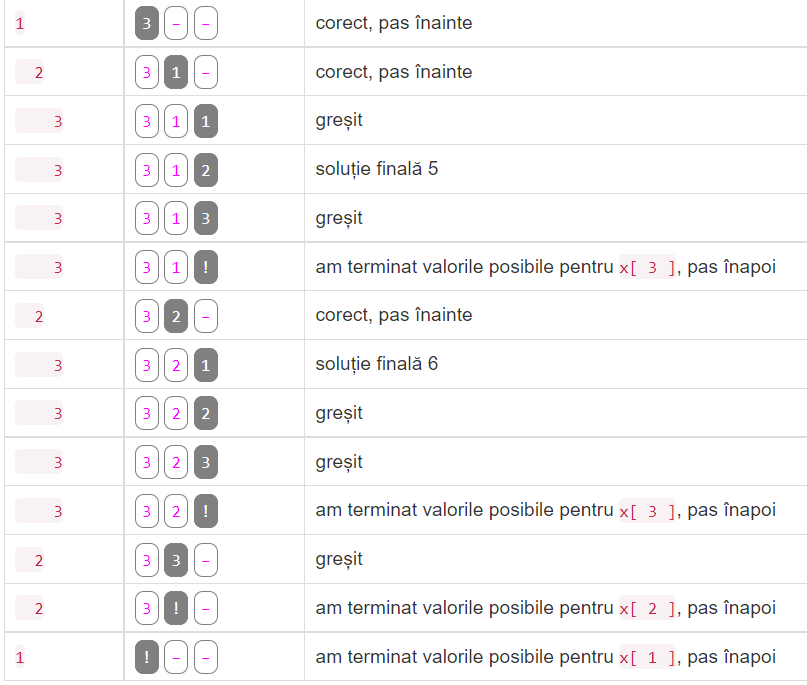 1 3 – – corect, pas înainte
2 3 1 – corect, pas înainte
3 3 1 1 greșit
3 3 1 2 soluție finală 5
3 3 1 3 greșit
3 3 1 ! am terminat valorile posibile pentru x[ 3 ], pas înapoi
2 3 2 – corect, pas înainte
3 3 2 1 soluție finală 6
3 3 2 2 greșit
3 3 2 3 greșit
3 3 2 ! am terminat valorile posibile pentru x[ 3 ], pas înapoi
2 3 3 – greșit
2 3 ! – am terminat valorile posibile pentru x[ 2 ], pas înapoi
1 ! – – am terminat valorile posibile pentru x[ 1 ], pas înapoi